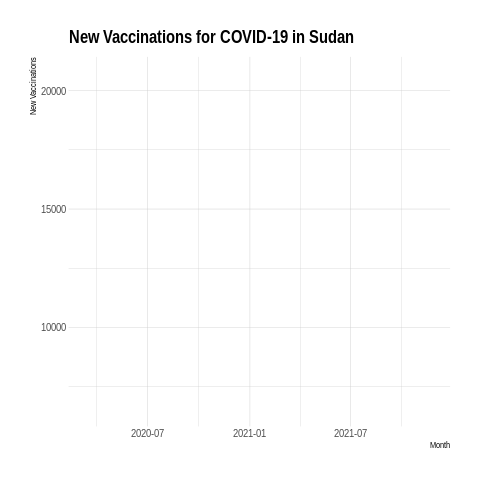 New Vaccinations for COVID-19 in Sudan
New Vaccinations
20000
15000
10000
2020-07 2021-01 2021-07
Month